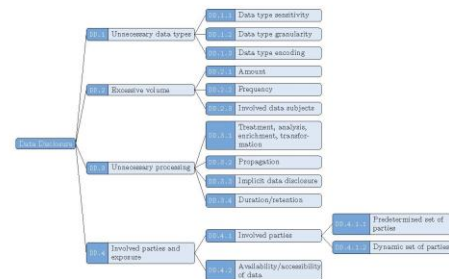 DD.1.1 Data type sensitivity
DD.1 Unnecessary data types
DD.1.2 Data type granularity
DD.1.3 Data type encoding
DD.2.1 Amount
DD.2 Excessive volume
DD.2.2 Frequency
DD.2.3 Involved data subjects
Data Disclosure
DD.3.1 Treatment, analysis,
enrichment, transfor-
mation
DD.3 Unnecessary processing
DD.3.2 Propagation
DD.3.3 Implicit data disclosure
DD.3.4 Duration/retention
DD.4.1.1 Predetermined set of
parties
DD.4.1 Involved parties
DD.4.1.2 Dynamic set of parties
DD.4 Involved parties and
exposure
DD.4.2 Availability/accessibility
of data